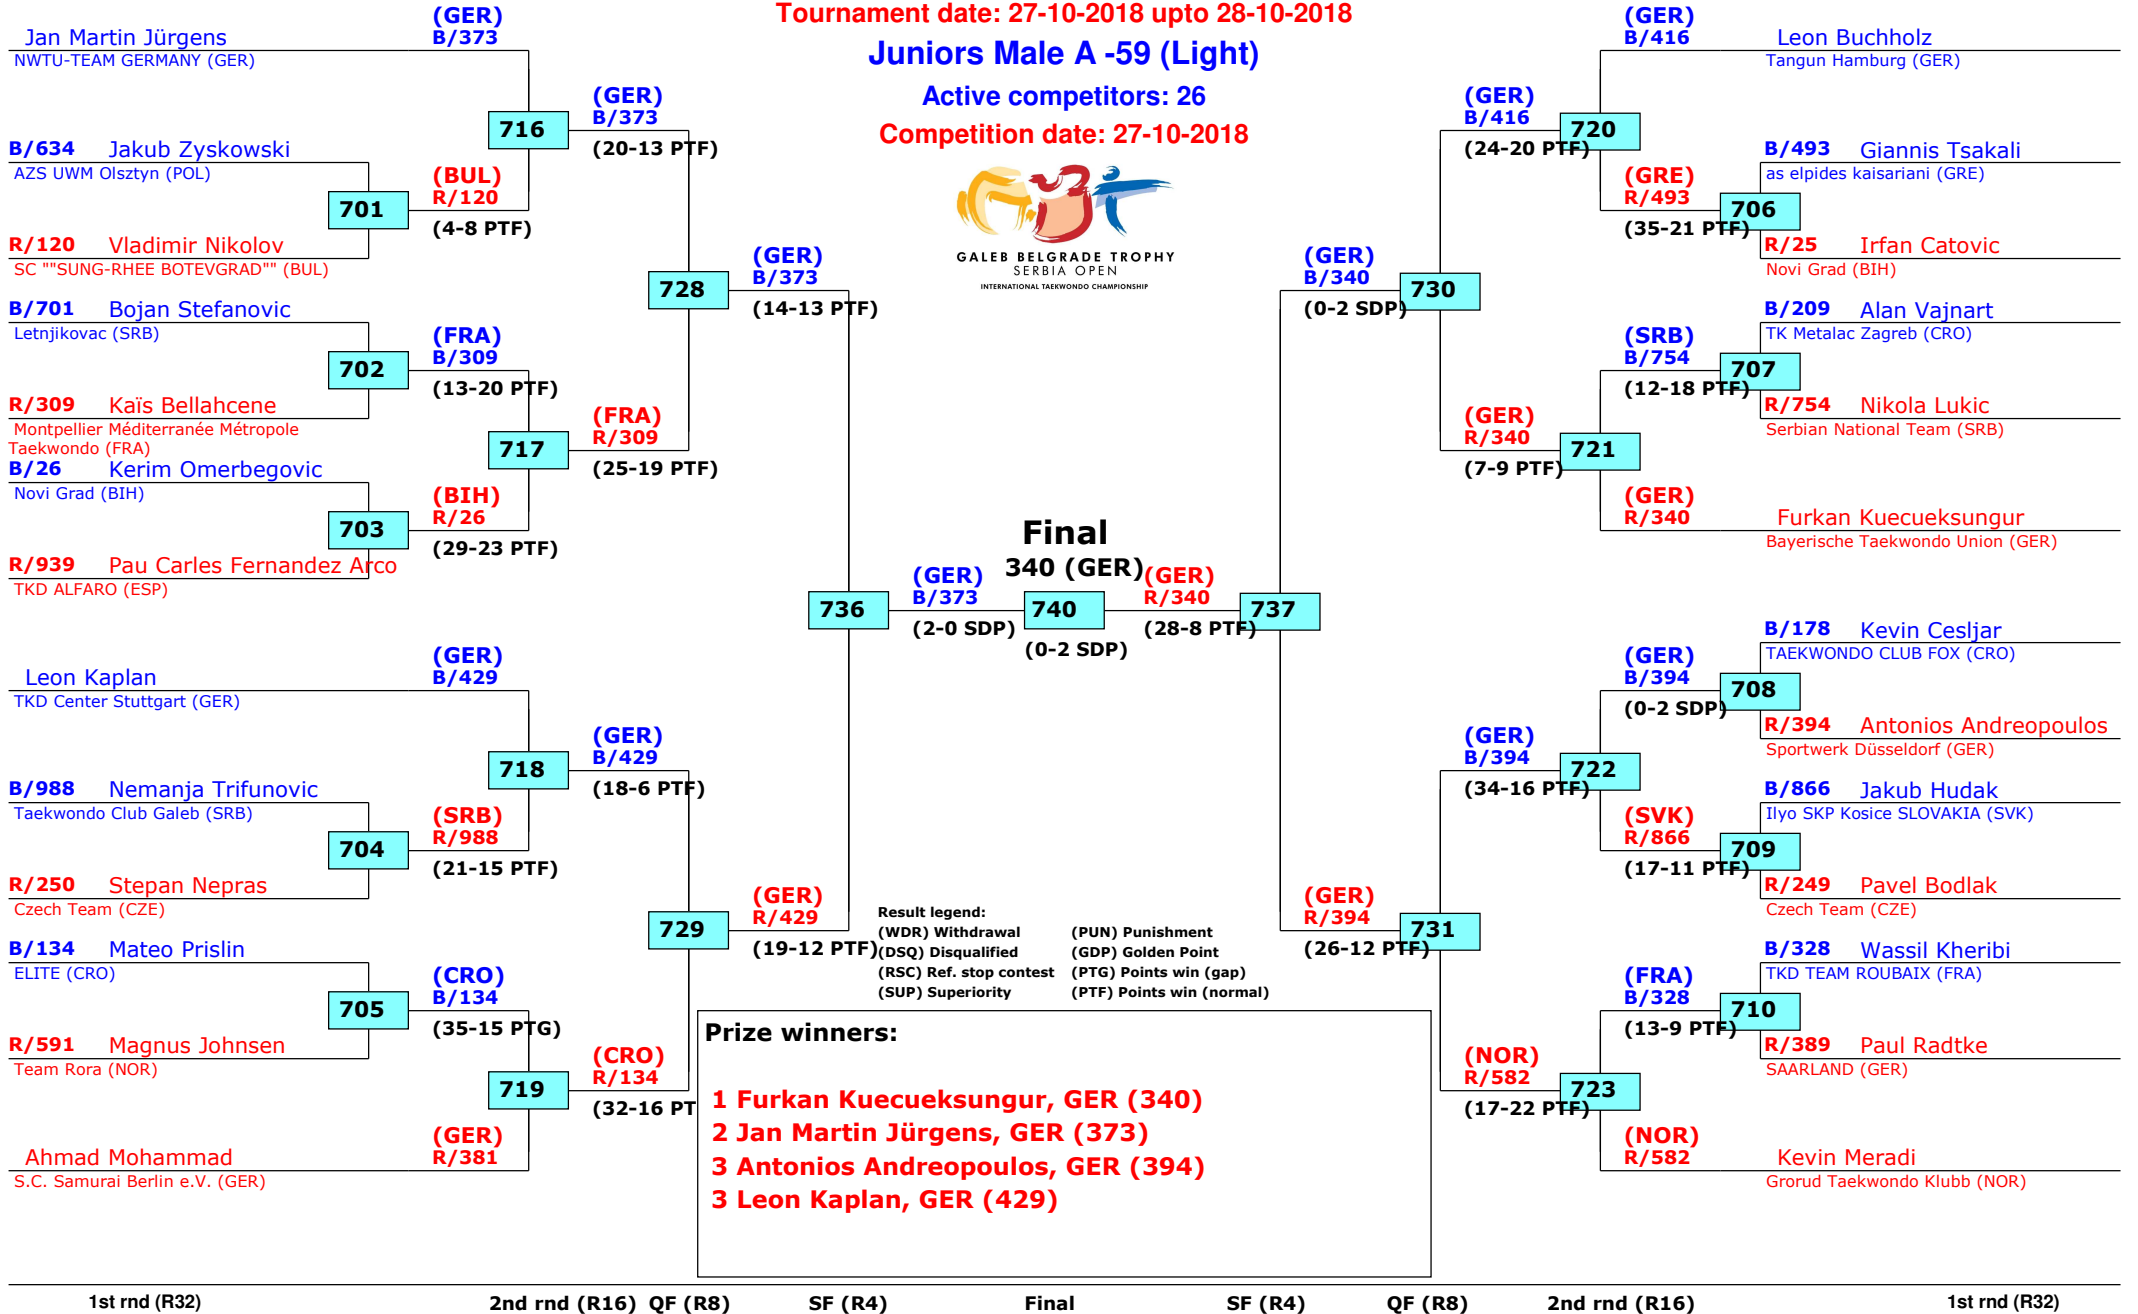 Tournament date: 27-10-2018 upto 28-10-2018
Juniors Male A -59 (Light)
Active competitors: 26
Competition date: 27-10-2018
GALEB BELGRADE TROPHY
SERBIA OPEN
INTERNATIONAL TAEKWONDO CHAMPIONSHIP
Jan Martin Jürgens
NWTU-TEAM GERMANY (GER)
(GER)
B/373
B/634 Jakub Zyskowski
AZS UWM Olsztyn (POL)
701
R/120 Vladimir Nikolov
SC ""SUNG-RHEE BOTEVGRAD"" (BUL)
(BUL)
R/120
(4-8 PTF)
716
(GER)
B/373
(20-13 PTF)
B/701 Bojan Stefanovic
Letnjikovac (SRB)
702
R/309 Kaïs Bellahcene
Montpellier Méditerranée Métropole
Taekwondo (FRA)
(FRA)
B/309
(13-20 PTF)
B/26 Kerim Omerbegovic
Novi Grad (BIH)
703
R/939 Pau Carles Fernandez Arco
TKD ALFARO (ESP)
(BIH)
R/26
(29-23 PTF)
717
(FRA)
R/309
(25-19 PTF)
728
(GER)
B/373
(14-13 PTF)
Leon Kaplan
TKD Center Stuttgart (GER)
(GER)
B/429
B/988 Nemanja Trifunovic
Taekwondo Club Galeb (SRB)
704
R/250 Stepan Nepras
Czech Team (CZE)
(SRB)
R/988
(21-15 PTF)
718
(GER)
B/429
(18-6 PTF)
B/134 Mateo Prislin
ELITE (CRO)
705
R/591 Magnus Johnsen
Team Rora (NOR)
(CRO)
B/134
(35-15 PTG)
Ahmad Mohammad
S.C. Samurai Berlin e.V. (GER)
(GER)
R/381
719
(CRO)
R/134
(32-16 PT
729
(GER)
R/429
(19-12 PTF)
736
(GER)
B/373
(2-0 SDP)
Final
340 (GER)
740
(0-2 SDP)
(GER)
R/340
(28-8 PTF)
737
(GER)
B/340
(0-2 SDP)
730
(GER)
B/416
(24-20 PTF)
720
(GER)
B/416
Leon Buchholz
Tangun Hamburg (GER)
(GRE)
R/493
(35-21 PTF)
706
B/493 Giannis Tsakali
as elpides kaisariani (GRE)
R/25 Irfan Catovic
Novi Grad (BIH)
(GER)
R/340
(7-9 PTF)
721
(SRB)
B/754
(12-18 PTF)
707
B/209 Alan Vajnart
TK Metalac Zagreb (CRO)
R/754 Nikola Lukic
Serbian National Team (SRB)
(GER)
R/340
Furkan Kuecueksungur
Bayerische Taekwondo Union (GER)
(GER)
R/394
(26-12 PTF)
731
(GER)
B/394
(34-16 PTF)
722
(GER)
B/394
(0-2 SDP)
708
B/178 Kevin Cesljar
TAEKWONDO CLUB FOX (CRO)
R/394 Antonios Andreopoulos
Sportwerk Düsseldorf (GER)
(SVK)
R/866
(17-11 PTF)
709
B/866 Jakub Hudak
Ilyo SKP Kosice SLOVAKIA (SVK)
R/249 Pavel Bodlak
Czech Team (CZE)
(NOR)
R/582
(17-22 PTF)
723
(FRA)
B/328
(13-9 PTF)
710
B/328 Wassil Kheribi
TKD TEAM ROUBAIX (FRA)
R/389 Paul Radtke
SAARLAND (GER)
(NOR)
R/582
Kevin Meradi
Grorud Taekwondo Klubb (NOR)
Result legend:
(WDR) Withdrawal (PUN) Punishment
(DSQ) Disqualified (GDP) Golden Point
(RSC) Ref. stop contest (PTG) Points win (gap)
(SUP) Superiority (PTF) Points win (normal)
Prize winners:
1 Furkan Kuecueksungur, GER (340)
2 Jan Martin Jürgens, GER (373)
3 Antonios Andreopoulos, GER (394)
3 Leon Kaplan, GER (429)
1st rnd (R32) 2nd rnd (R16) QF (R8) SF (R4) Final SF (R4) QF (R8) 2nd rnd (R16) 1st rnd (R32)